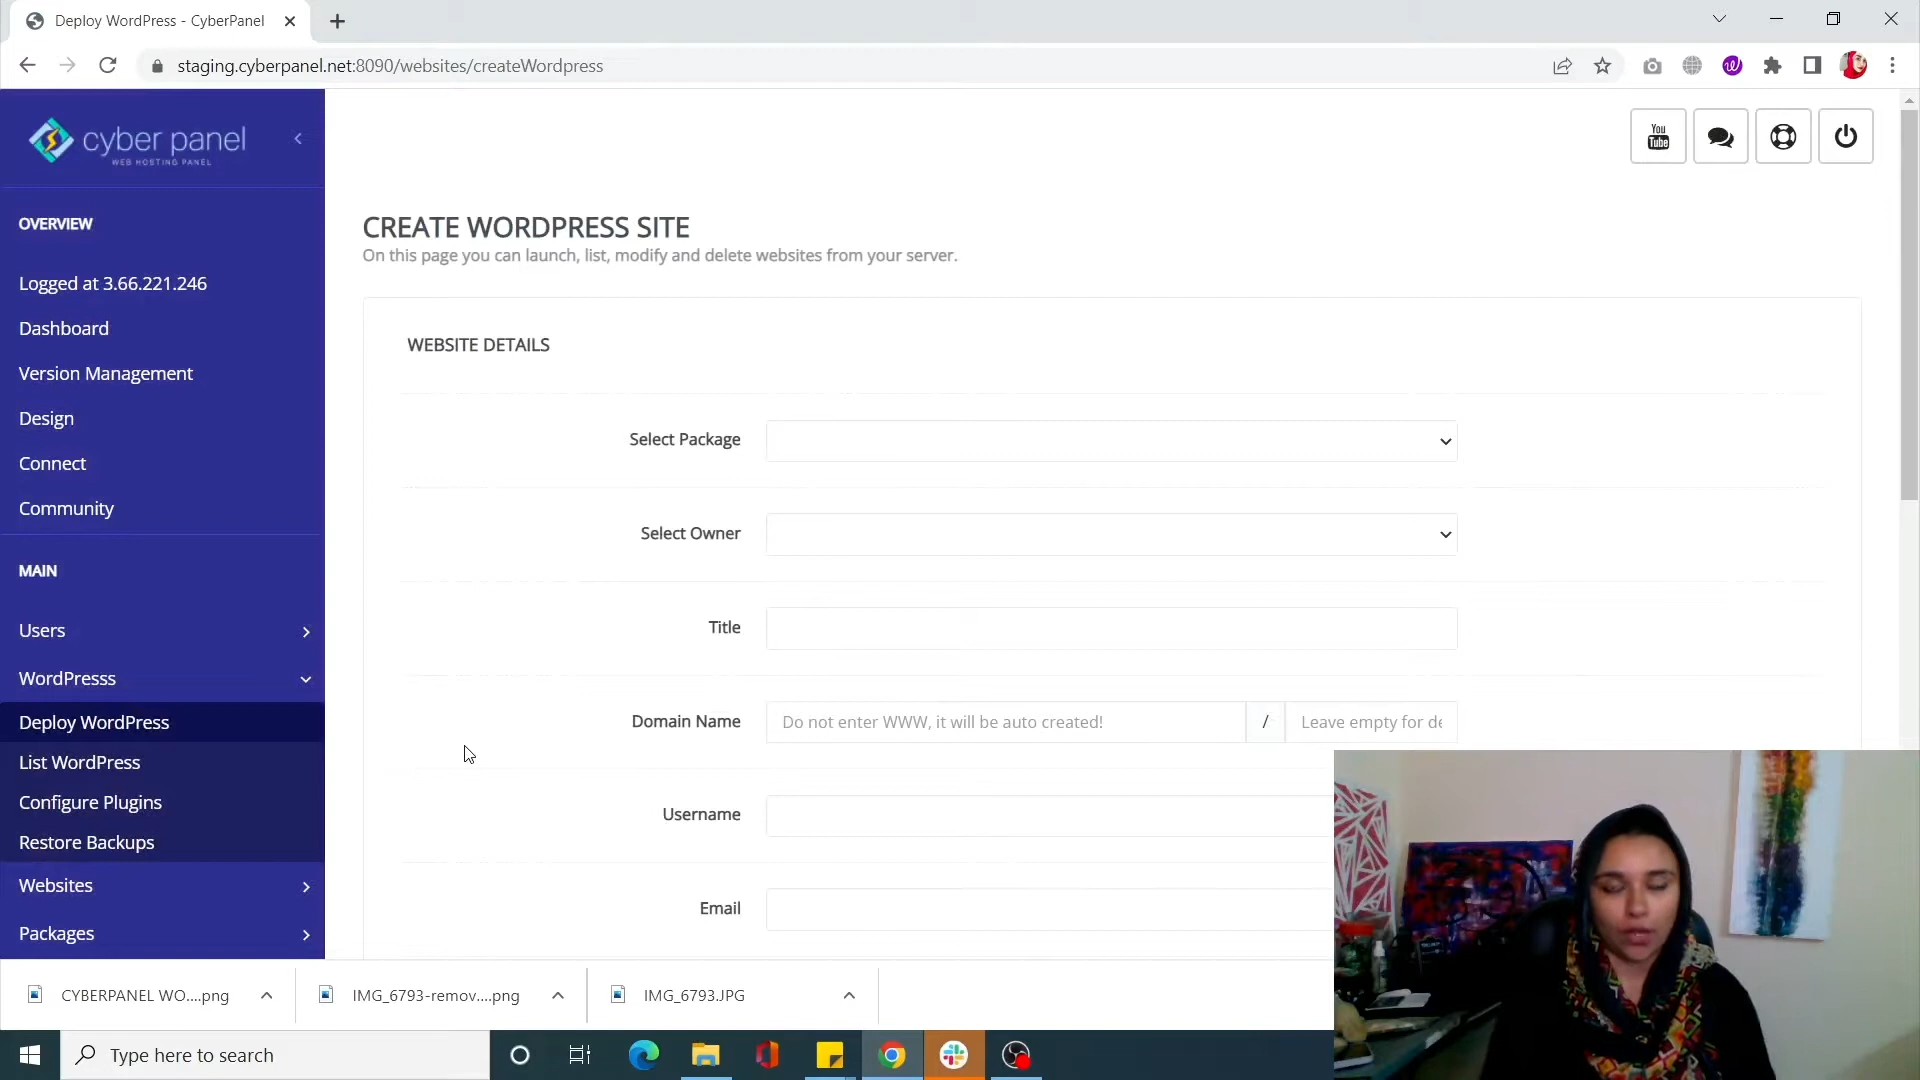 Deploy WordPress - CyberPanel
staging.cyberpanel.net:8090/websites/createWordpress
cyber panel
WEB HOSTING PANEL
You
Tube
OVERVIEW
Logged at 3.66.221.246
Dashboard
Version Management
Design
Connect
Community
MAIN
Users
WordPresss
Deploy WordPress
List WordPress
Configure Plugins
Restore Backups
Websites
Packages
CREATE WORDPRESS SITE
On this page you can launch, list, modify and delete websites from your server.
WEBSITE DETAILS
Select Package
Select Owner
Title
Domain Name
Do not enter WWW, it will be auto created!
/
Leave empty for de
Username
Email
CYBERPANEL WO....png
IMG_6793-remov....png
IMG_6793.JPG
Type here to search